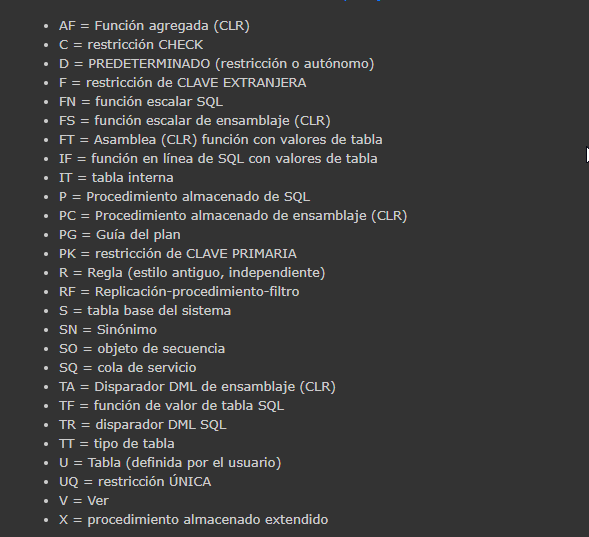 AF = Función agregada (CLR)
C = restricción CHECK
D = PREDETERMINADO (restricción o autónomo)
F = restricción de CLAVE EXTRANJERA
FN = función escalar SQL
FS = función escalar de ensamblaje (CLR)
FT = Asamblea (CLR) función con valores de tabla
IF = función en línea de SQL con valores de tabla
IT = tabla interna
P = Procedimiento almacenado de SQL
PC = Procedimiento almacenado de ensamblaje (CLR)
PG = Guía del plan
PK = restricción de CLAVE PRIMARIA
R = Regla (estilo antiguo, independiente)
RF = Replicación-procedimiento-filtro
S = tabla base del sistema
SN = Sinónimo
SO = objeto de secuencia
SQ = cola de servicio
TA = Disparador DML de ensamblaje (CLR)
TF = función de valor de tabla SQL
TR = disparador DML SQL
TT = tipo de tabla
U = Tabla (definida por el usuario)
UQ = restricción ÚNICA
V = Ver
X = procedimiento almacenado extendido